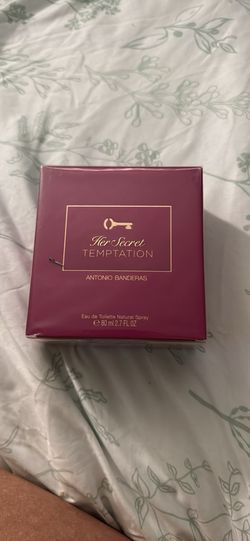 Her Secret
TEMPTATION
ANTONIO BANDERAS
Eau de Toilette Natural Spray
℮ 80 ml 2.7 FL OZ